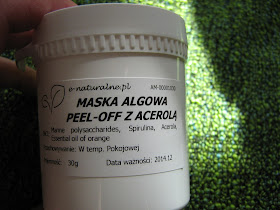 e-naturalne.pl
MASKA ALGOWA
PEEL-OFF Z ACEROLĄ
Marine polysaccharides, Spirulina, Acerola,
Essential oil of orange
W temp. Pokojowej
30g Data ważności: 2014.12